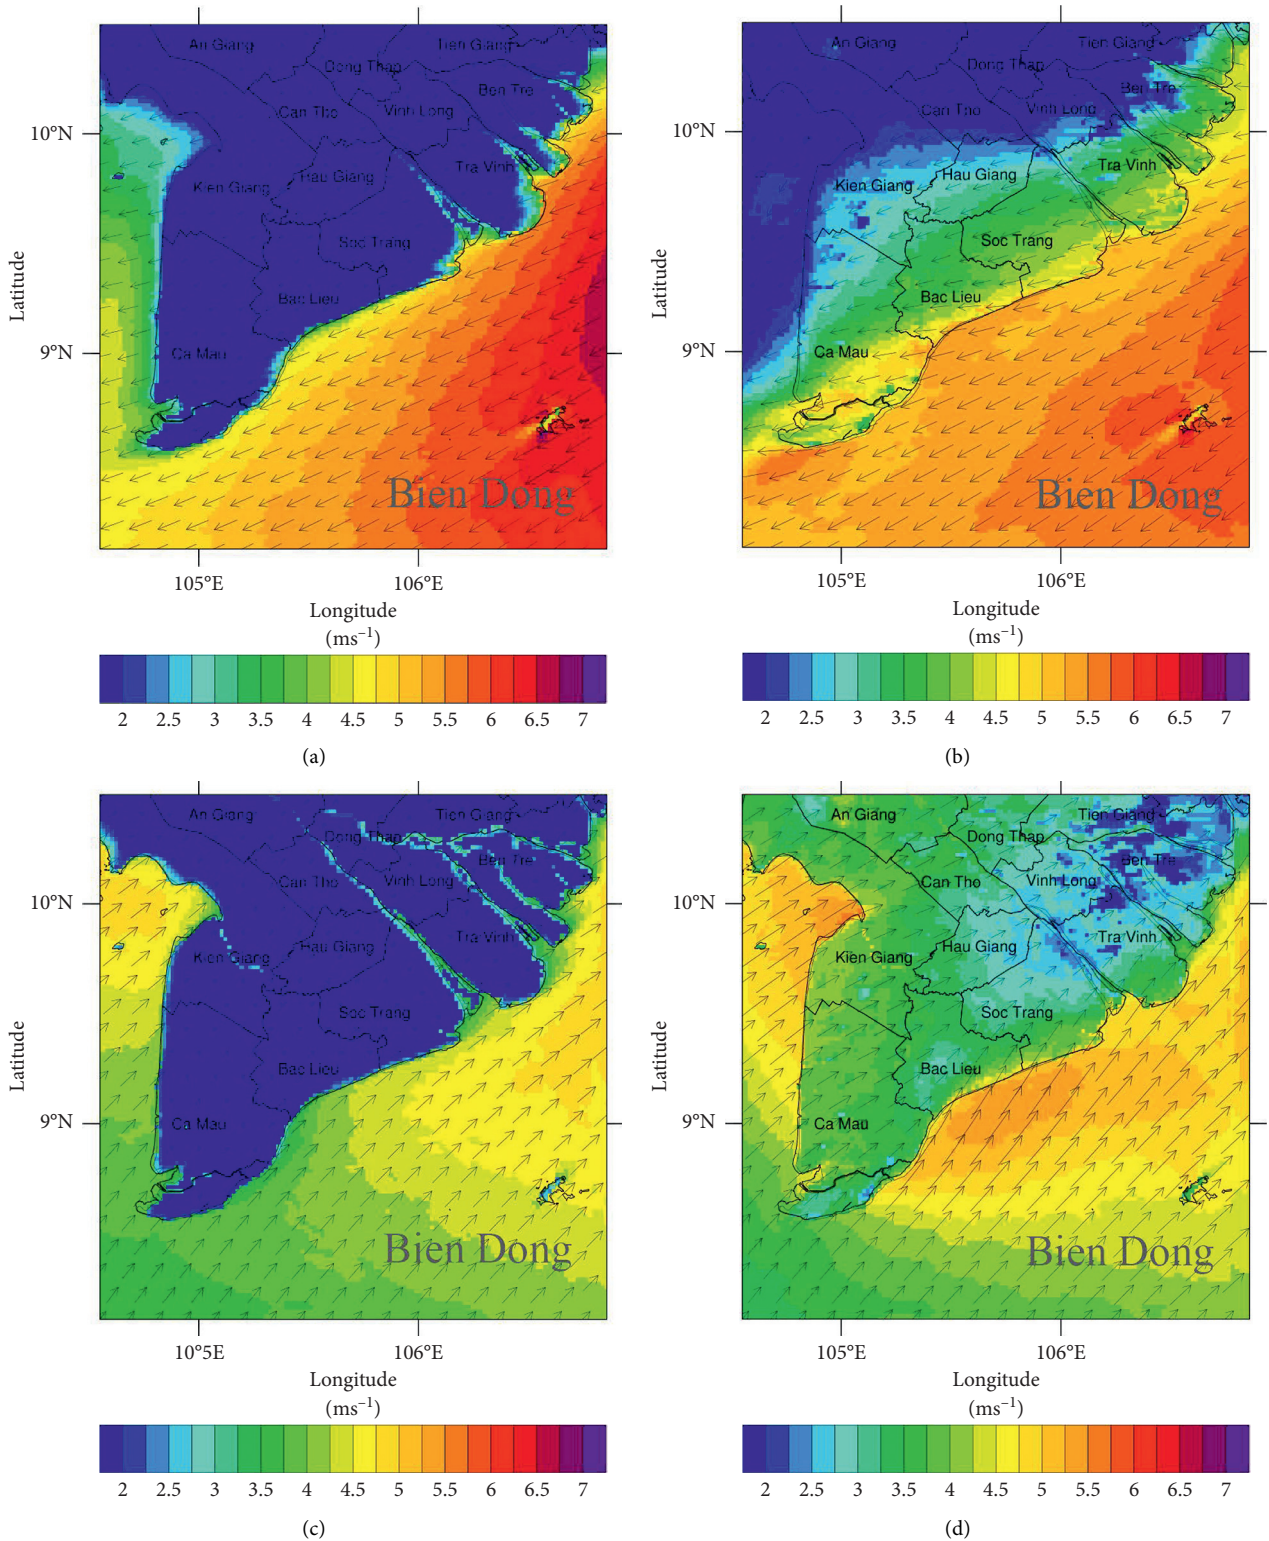 An Giang
Tien Giang
Dong Thap
Ben Tre
Can Tho
Vinh Long
10°N
Tra Vinh
Hau Giang
Kien Giang
Soc Trang
Bac Lieu
9°N
Ca Mau
Bien Dong
Latitude
105°E
106°E
Longitude
(ms⁻¹)
2 2.5 3 3.5 4 4.5 5 5.5 6 6.5 7
(a)
An Giang
Tien Giang
Dong Thap
Ben Tre
Can Tho
Vinh Long
10°N
Tra Vinh
Hau Giang
Kien Giang
Soc Trang
Bac Lieu
9°N
Ca Mau
Bien Dong
Latitude
105°E
106°E
Longitude
(ms⁻¹)
2 2.5 3 3.5 4 4.5 5 5.5 6 6.5 7
(b)
An Giang
Tien Giang
Dong Thap
Ben Tre
Can Tho
Vinh Long
10°N
Tra Vinh
Hau Giang
Kien Giang
Soc Trang
Bac Lieu
9°N
Ca Mau
Bien Dong
Latitude
10°5E
106°E
Longitude
(ms⁻¹)
2 2.5 3 3.5 4 4.5 5 5.5 6 6.5 7
(c)
An Giang
Tien Giang
Dong Thap
Ben Tre
Can Tho
Vinh Long
10°N
Tra Vinh
Hau Giang
Kien Giang
Soc Trang
Bac Lieu
9°N
Ca Mau
Bien Dong
Latitude
105°E
106°E
Longitude
(ms⁻¹)
2 2.5 3 3.5 4 4.5 5 5.5 6 6.5 7
(d)